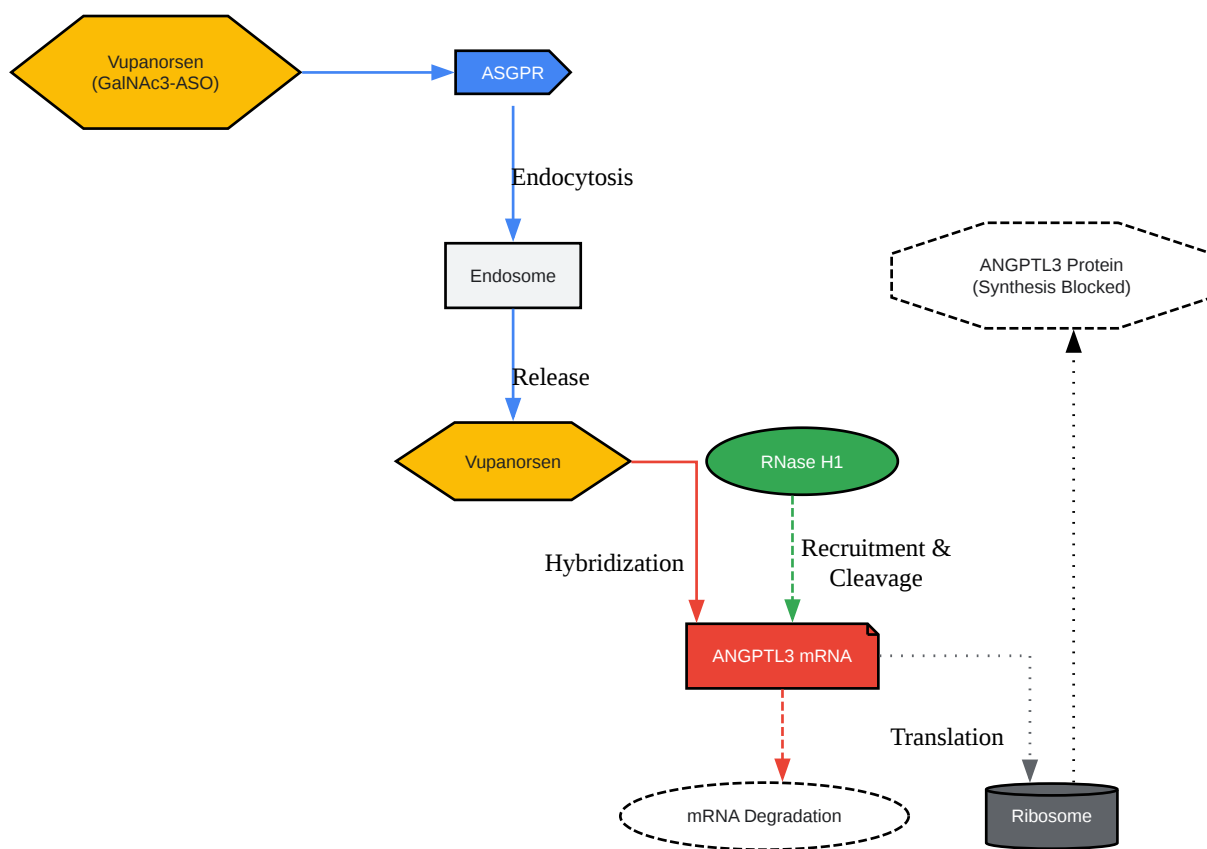 Vupanorsen
(GalNAc3-ASO)
ASGPR
Endocytosis
Endosome
ANGPTL3 Protein
(Synthesis Blocked)
Release
Vupanorsen
RNase H1
Hybridization
Recruitment &
Cleavage
ANGPTL3 mRNA
Translation
mRNA Degradation
Ribosome